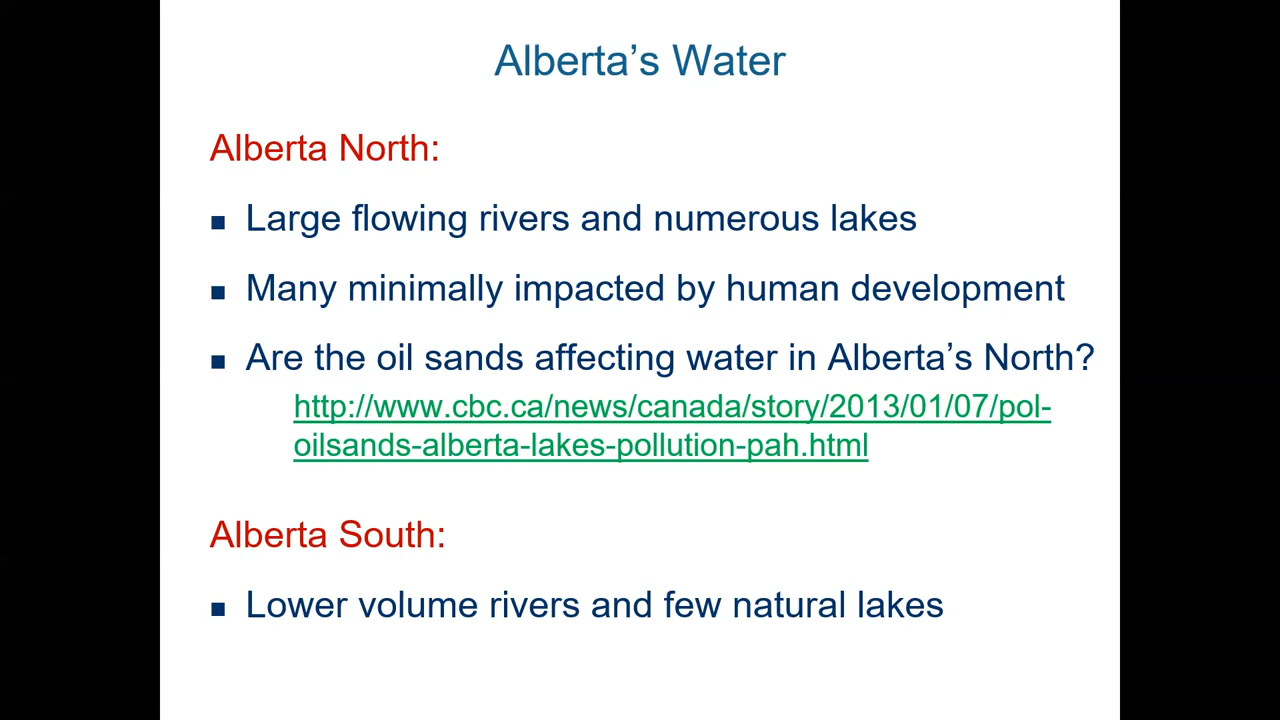 Alberta’s Water
Alberta North:
▪ Large flowing rivers and numerous lakes
▪ Many minimally impacted by human development
▪ Are the oil sands affecting water in Alberta’s North?
http://www.cbc.ca/news/canada/story/2013/01/07/pol-
oilsands-alberta-lakes-pollution-pah.html
Alberta South:
▪ Lower volume rivers and few natural lakes